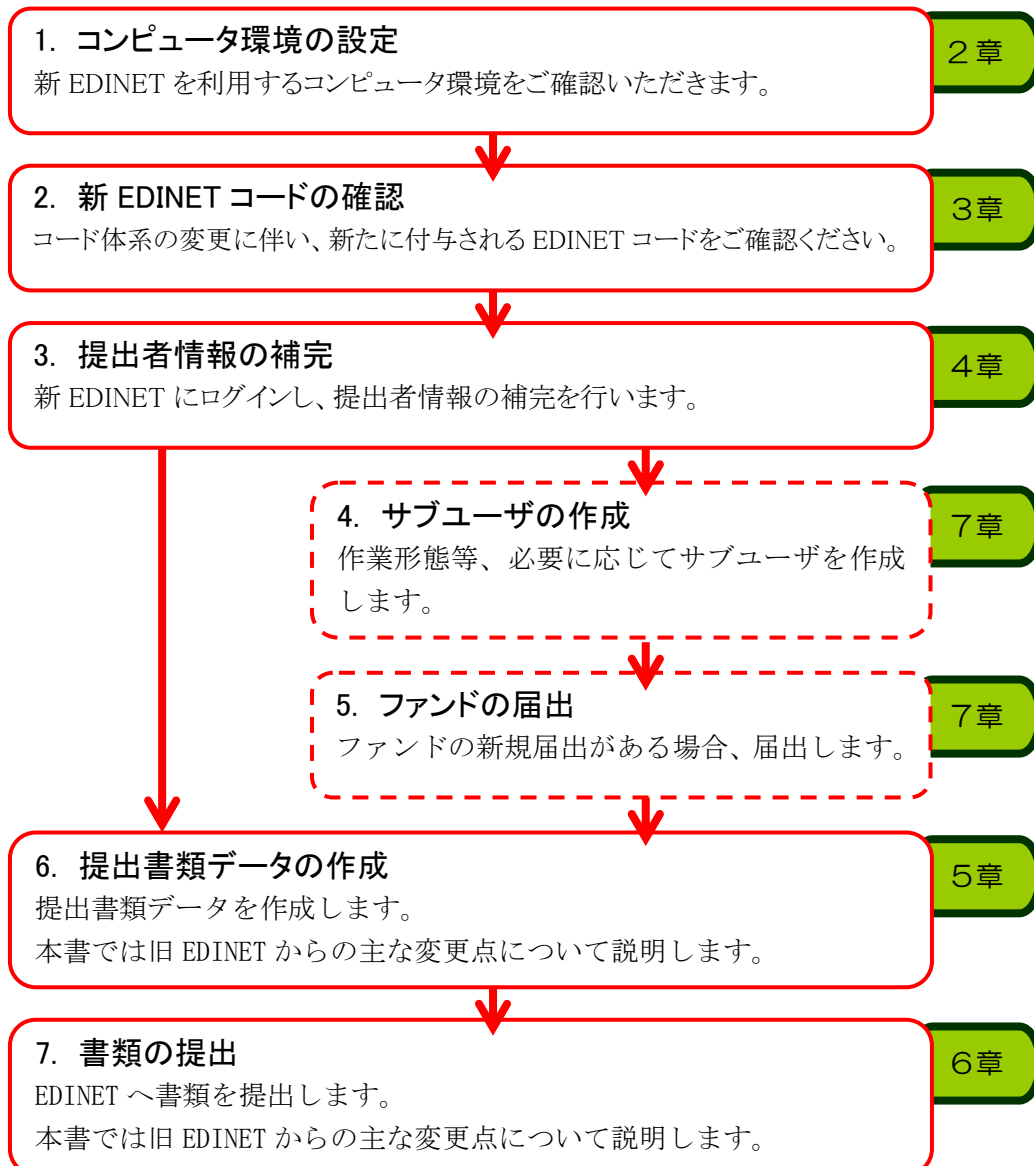 1. コンピュータ環境の設定
新 EDINET を利用するコンピュータ環境をご確認いただきます。
2章
2. 新 EDINET コードの確認
コード体系の変更に伴い、新たに付与される EDINET コードをご確認ください。
3章
3. 提出者情報の補完
新 EDINET にログインし、提出者情報の補完を行います。
4章
4. サブユーザの作成
作業形態等、必要に応じてサブユーザを作成
します。
7章
5. ファンドの届出
ファンドの新規届出がある場合、届出します。
7章
6. 提出書類データの作成
提出書類データを作成します。
本書では旧 EDINET からの主な変更点について説明します。
5章
7. 書類の提出
EDINET へ書類を提出します。
本書では旧 EDINET からの主な変更点について説明します。
6章